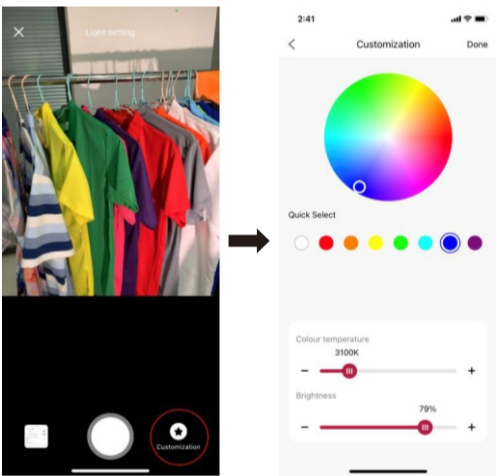 Light setting
Customization
2:41
Customization
Done
Quick Select
Colour temperature
3100K
Brightness
79%